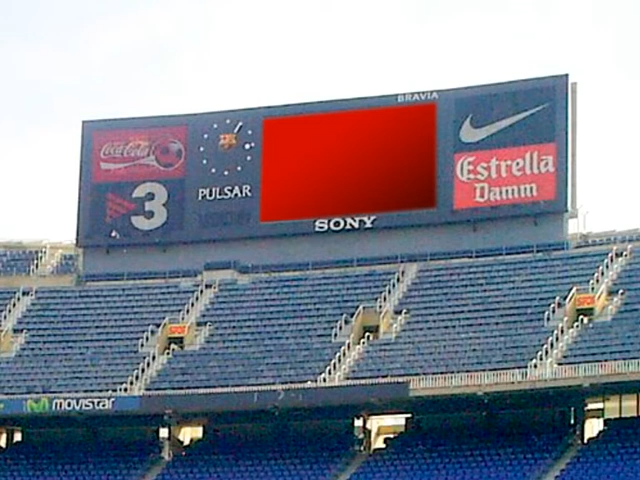 BRAVIA
Coca-Cola
PULSAR
3
Estrella
Damm
SONY
movistar